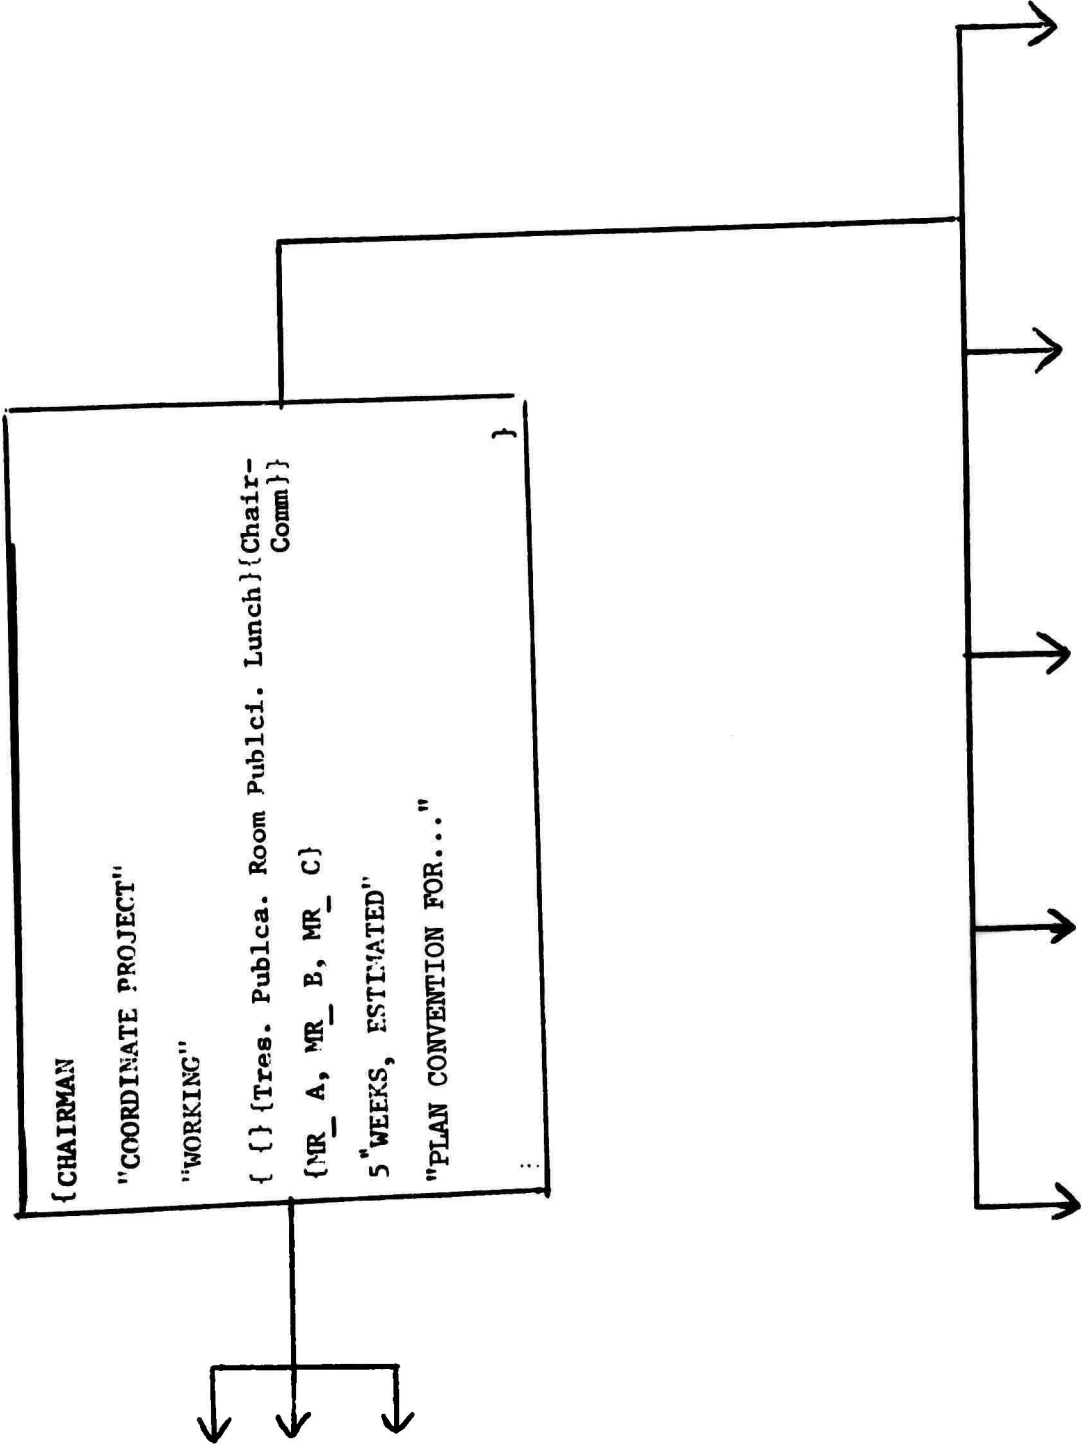 {CHAIRMAN
"COORDINATE PROJECT"
"WORKING"
{ {} {Tres. Publca. Room Publci. Lunch}{Chair-
Comm}}
{MR_ A, MR_ B, MR_ C}
5"WEEKS, ESTIMATED"
"PLAN CONVENTION FOR..."
... }